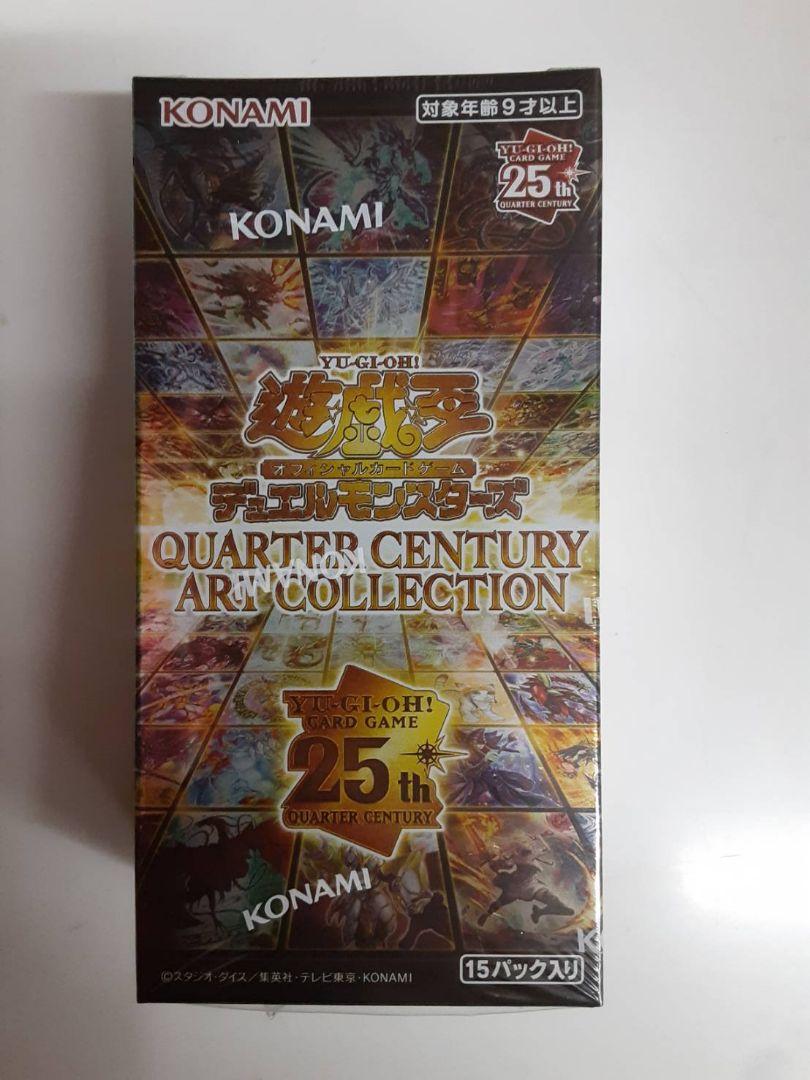 KONAMI
対象年齢9才以上
YU-GI-OH!
CARD GAME
25th
QUARTER CENTURY
KONAMI
YU-GI-OH!
遊☆戯☆王
オフィシャルカードゲーム
デュエルモンスターズ
QUARTER CENTURY
ART COLLECTION
KONAMI
YU-GI-OH!
CARD GAME
25th
QUARTER CENTURY
KONAMI
K
©スタジオ・ダイス/集英社・テレビ東京・KONAMI
15パック入り